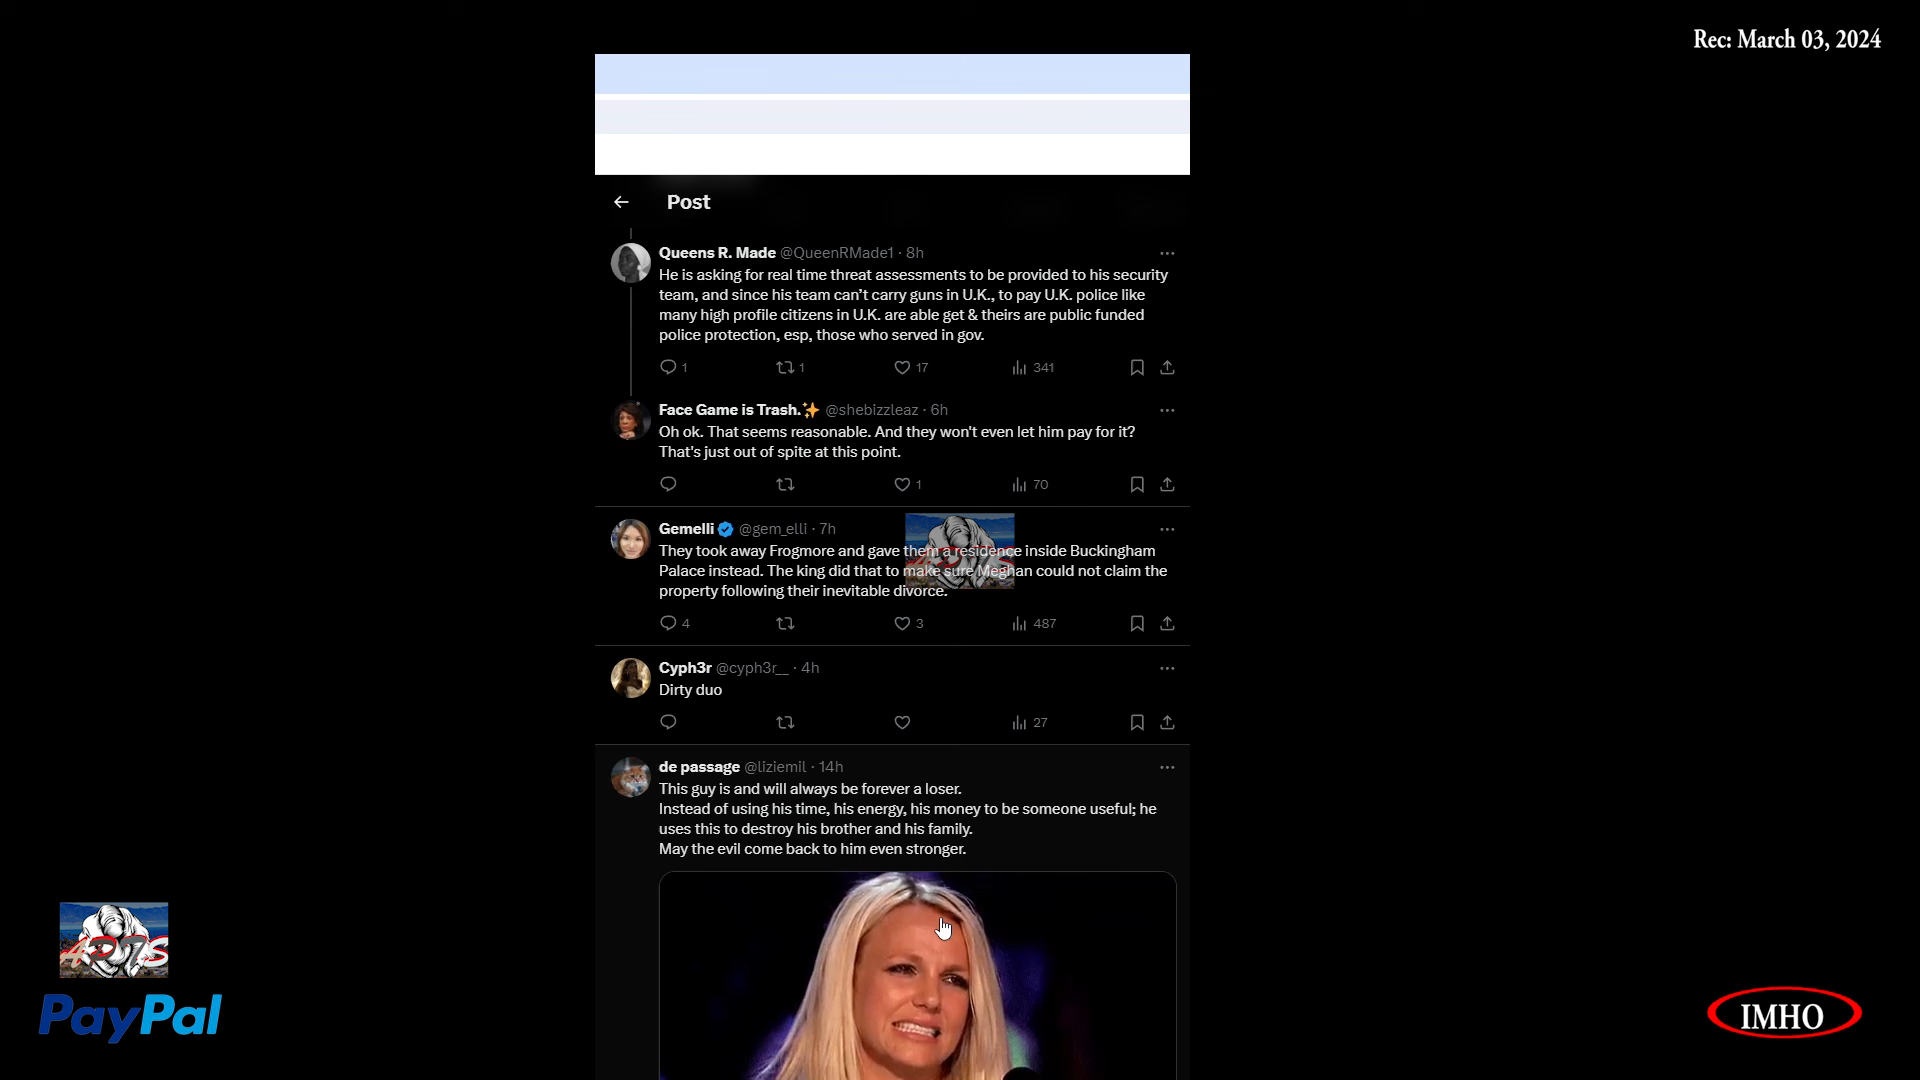 Rec: March 03, 2024
Post
Queens R. Made @QueenRMade1 · 8h
He is asking for real time threat assessments to be provided to his security
team, and since his team can't carry guns in U.K., to pay U.K. police like
many high profile citizens in U.K. are able get & theirs are public funded
police protection, esp, those who served in gov.
1 1 17 341
Face Game is Trash.✨ @shebizzleaz · 6h
Oh ok. That seems reasonable. And they won't even let him pay for it?
That's just out of spite at this point.
1 70
Gemelli @gem_elli · 7h
They took away Frogmore and gave them a residence inside Buckingham
Palace instead. The king did that to make sure Meghan could not claim the
property following their inevitable divorce.
4 3 487
Cyph3r @cyph3r__ · 4h
Dirty duo
27
de passage @liziemil · 14h
This guy is and will always be forever a loser.
Instead of using his time, his energy, his money to be someone useful; he
uses this to destroy his brother and his family.
May the evil come back to him even stronger.
PayPal
IMHO